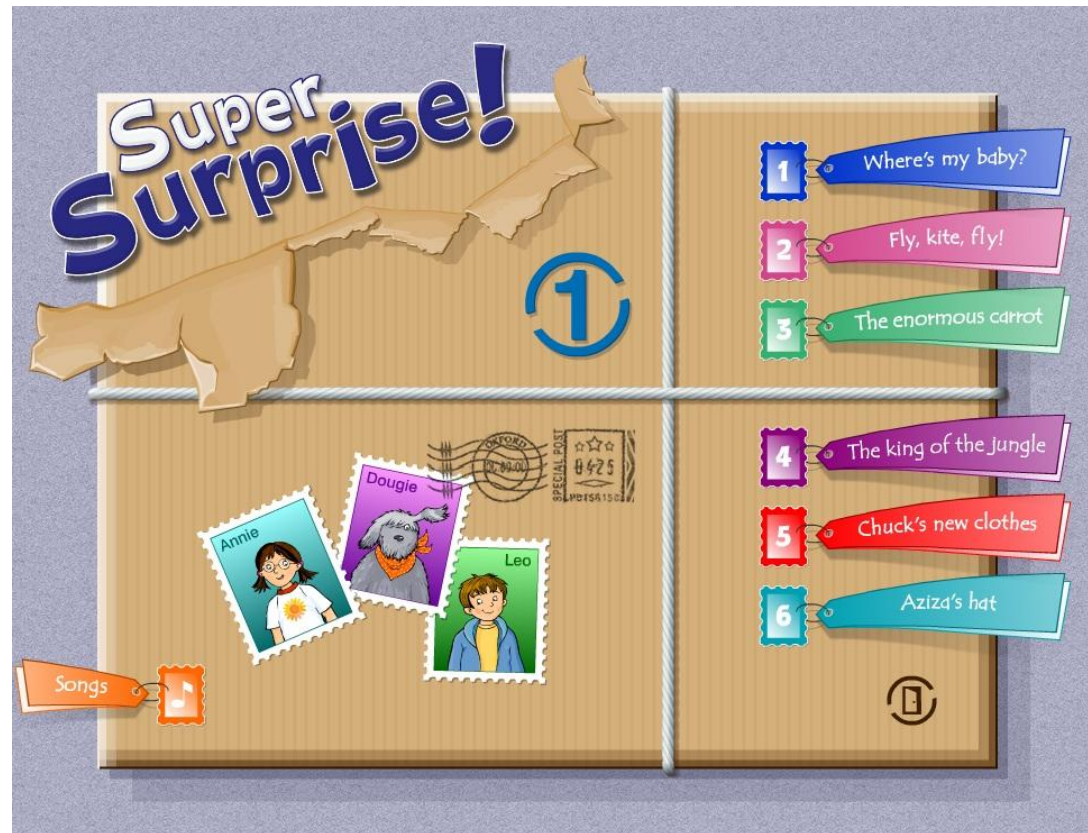 Super
Surprise!
1
1
Where's my baby?
2
Fly, kite, fly!
3
The enormous carrot
4
The king of the jungle
5
Chuck's new clothes
6
Aziza's hat
OXFORD
SPECIAL POST
0425
Dougie
Annie
Leo
Songs